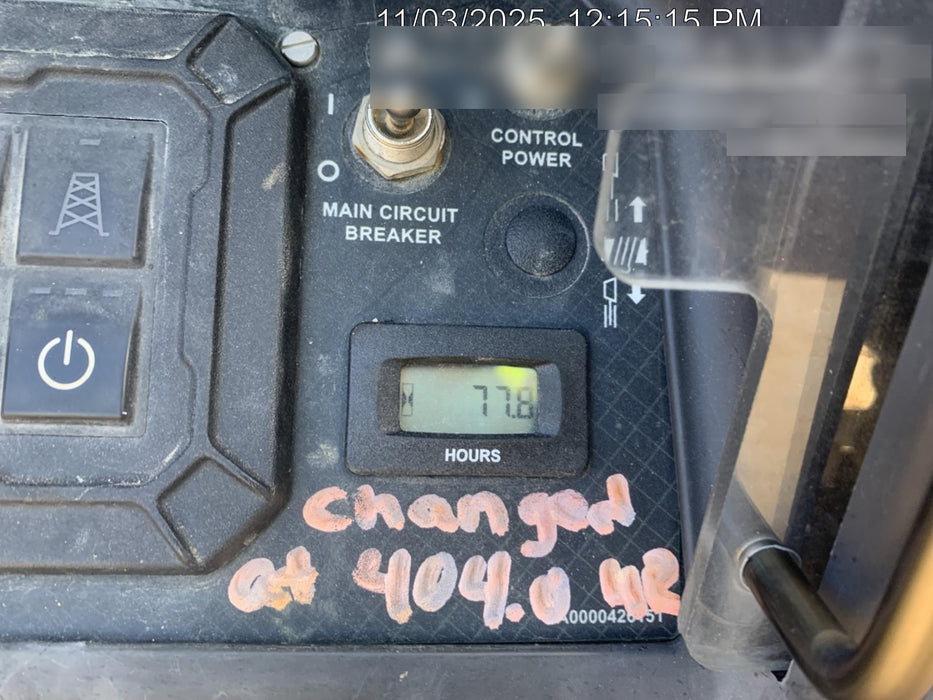 11/03/2025 12:15:15 PM
I
O
CONTROL
POWER
MAIN CIRCUIT
BREAKER
77.8
HOURS
changed
at 404.0 HR